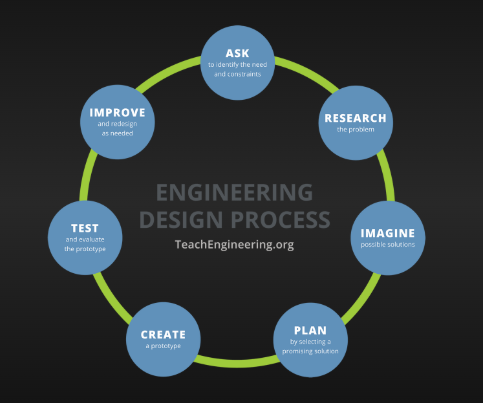 ASK
to identify the need
and constraints
RESEARCH
the problem
IMAGINE
possible solutions
PLAN
by selecting a
promising solution
CREATE
a prototype
TEST
and evaluate
the prototype
IMPROVE
and redesign
as needed
ENGINEERING
DESIGN PROCESS
TeachEngineering.org